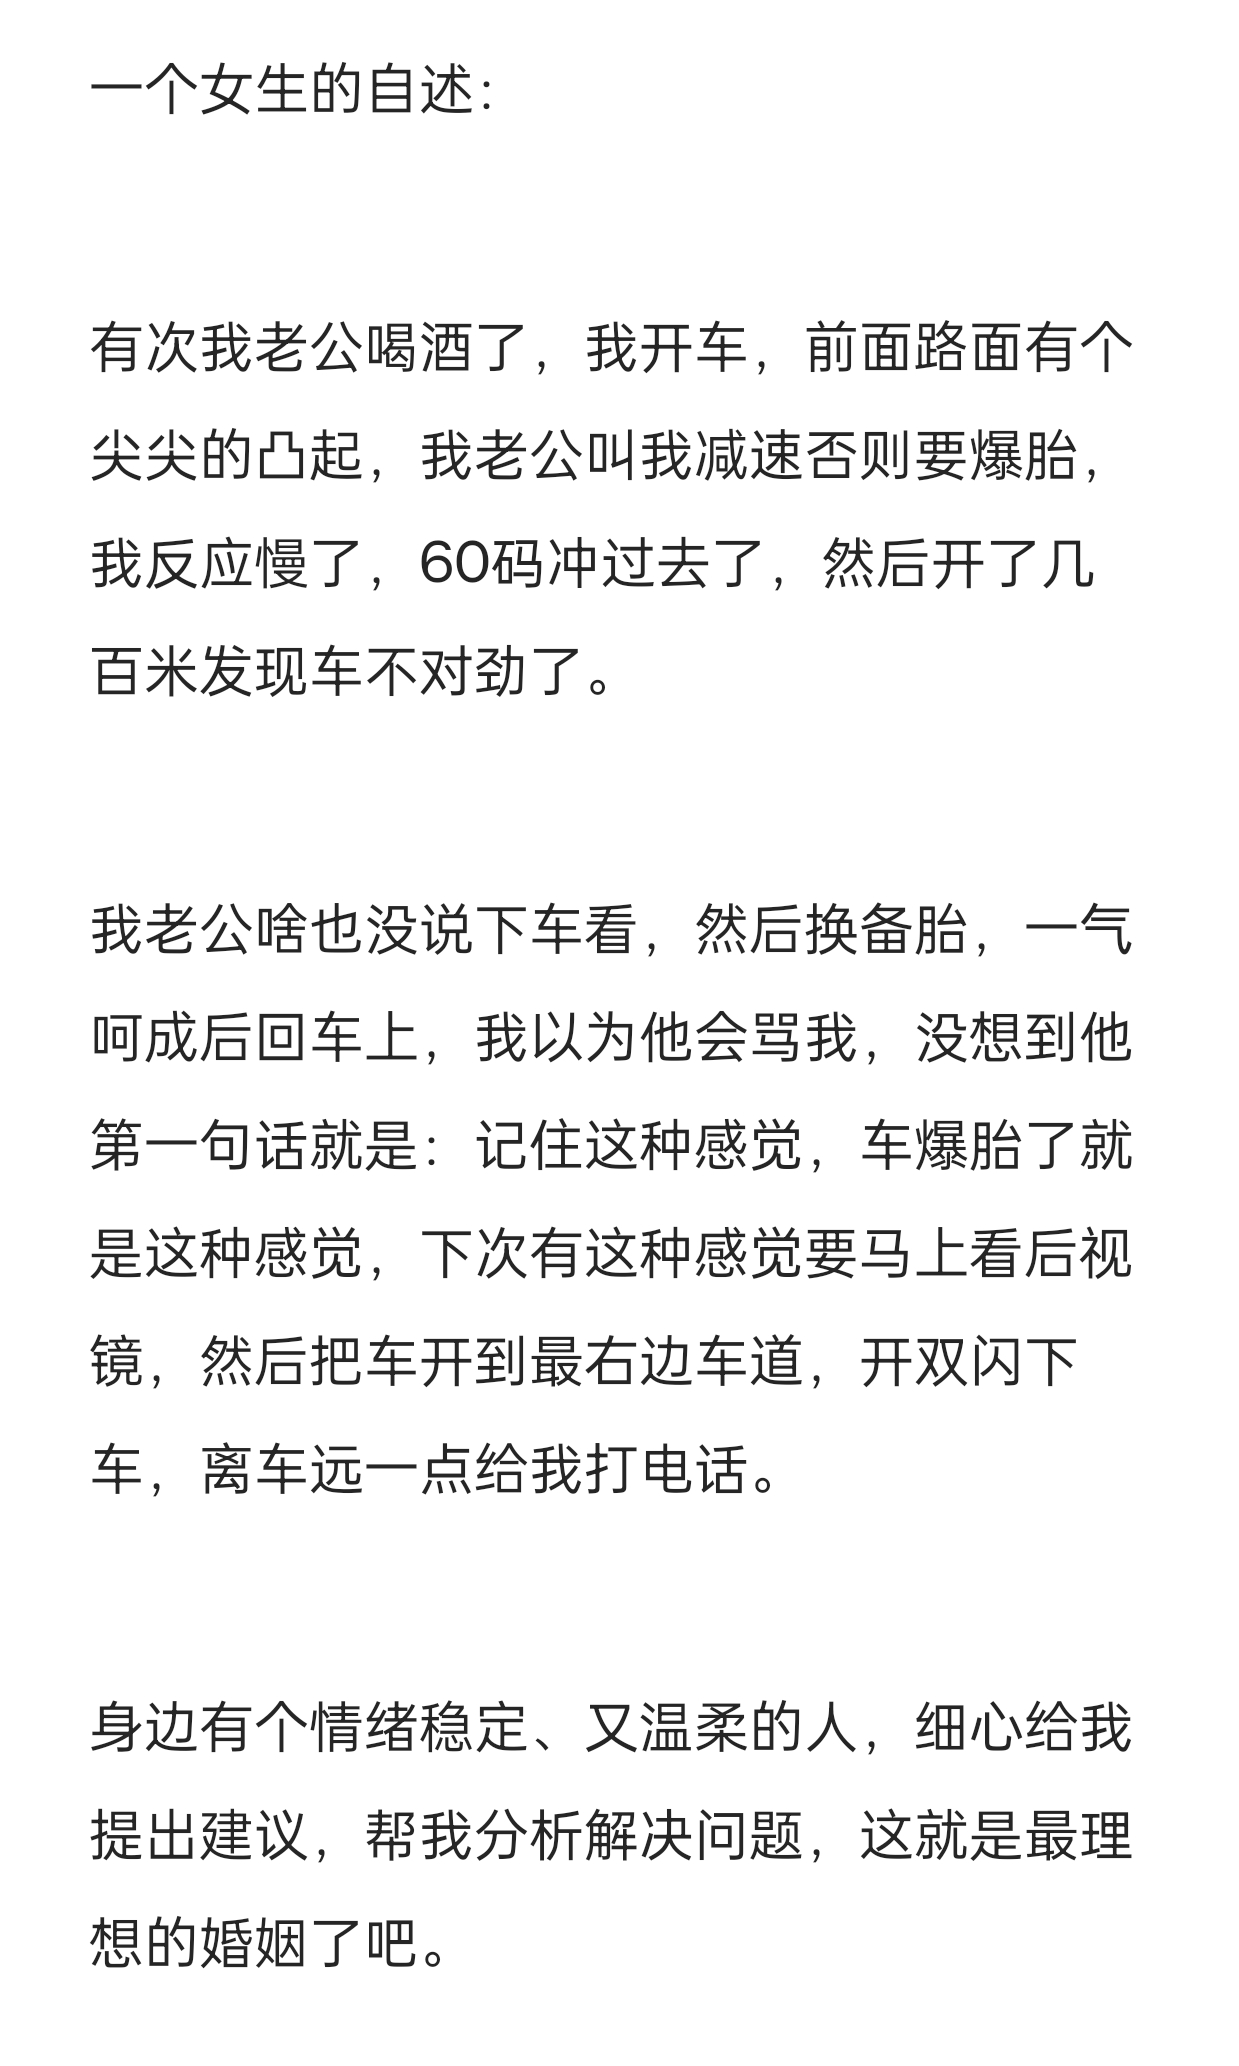 一个女生的自述：
有次我老公喝酒了，我开车，前面路面有个
尖尖的凸起，我老公叫我减速否则要爆胎，
我反应慢了，60码冲过去了，然后开了几
百米发现车不对劲了。
我老公啥也没说下车看，然后换备胎，一气
呵成后回车上，我以为他会骂我，没想到他
第一句话就是：记住这种感觉，车爆胎了就
是这种感觉，下次有这种感觉要马上看后视
镜，然后把车开到最右边车道，开双闪下
车，离车远一点给我打电话。
身边有个情绪稳定、又温柔的人，细心给我
提出建议，帮我分析解决问题，这就是最理
想的婚姻了吧。